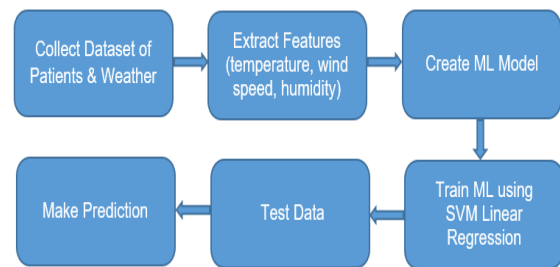 Collect Dataset of
Patients & Weather
Extract Features
(temperature, wind
speed, humidity)
Create ML Model
Train ML using
SVM Linear
Regression
Test Data
Make Prediction